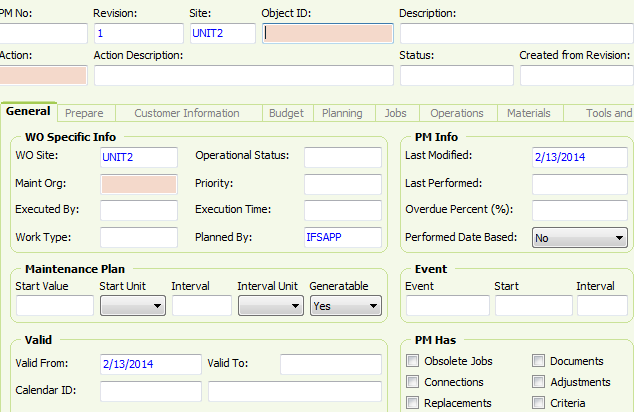 PM No: Revision: Site: Object ID: Description:
1 UNIT2
Action: Action Description: Status: Created from Revision:
General Prepare Customer Information Budget Planning Jobs Operations Materials Tools and
WO Specific Info PM Info
WO Site: UNIT2 Operational Status: Last Modified: 2/13/2014
Maint Org: Priority: Last Performed:
Executed By: Execution Time: Overdue Percent (%):
Work Type: Planned By: IFSAPP Performed Date Based: No
Maintenance Plan Event
Start Value Start Unit Interval Interval Unit Generatable Event Start Interval
Yes
Valid PM Has
Valid From: 2/13/2014 Valid To: Obsolete Jobs Documents
Calendar ID: Connections Adjustments
Replacements Criteria